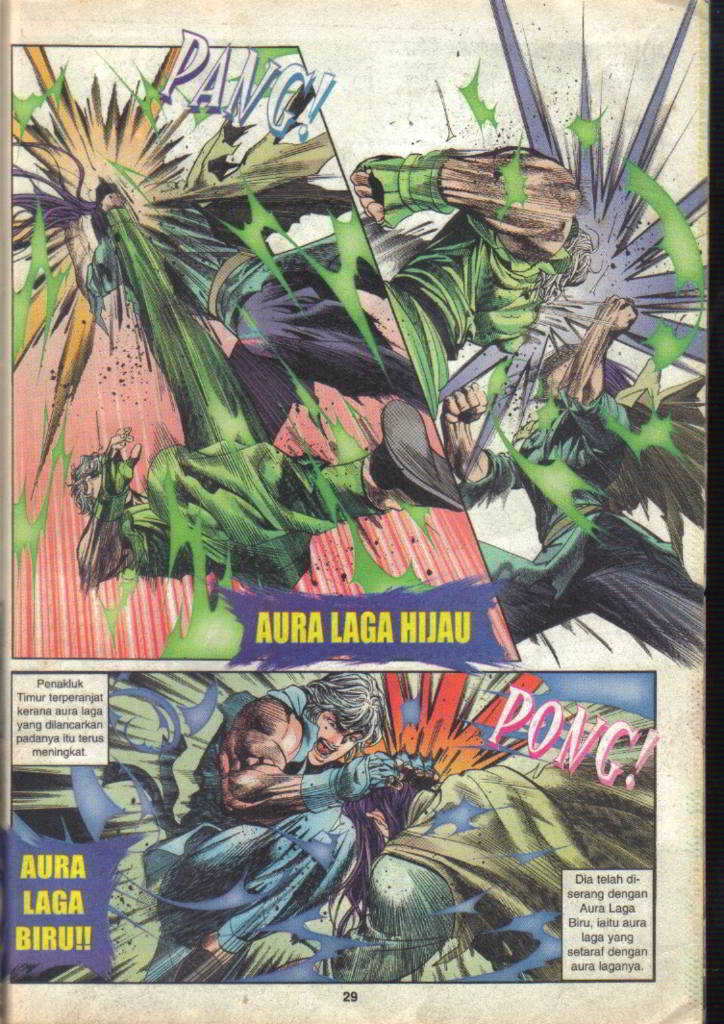 PANG!
AURA LAGA HIJAU
Penakluk
Timur terperanjat
kerana aura laga
yang dilancarkan
padanya itu terus
meningkat.
PONG!
AURA
LAGA
BIRU!!
Dia telah di-
serang dengan
Aura Laga
Biru, iaitu aura
laga yang
setaraf dengan
aura laganya.
29